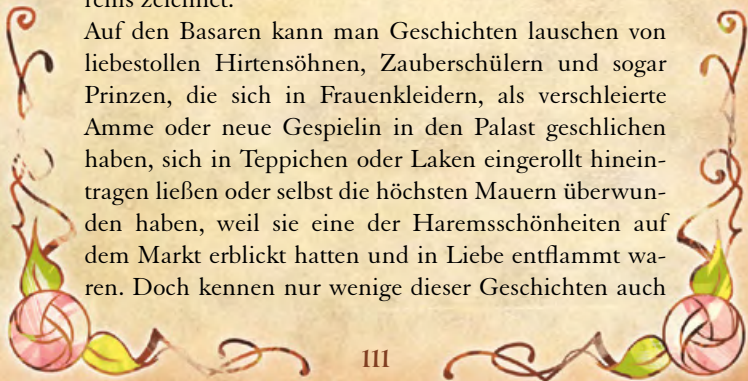 rems zeichnet.
Auf den Basaren kann man Geschichten lauschen von
liebestollen Hirtensöhnen, Zauberschülern und sogar
Prinzen, die sich in Frauenkleidern, als verschleierte
Amme oder neue Gespielin in den Palast geschlichen
haben, sich in Teppichen oder Laken eingerollt hinein-
tragen ließen oder selbst die höchsten Mauern überwun-
den haben, weil sie eine der Haremsschönheiten auf
dem Markt erblickt hatten und in Liebe entflammt wa-
ren. Doch kennen nur wenige dieser Geschichten auch
111